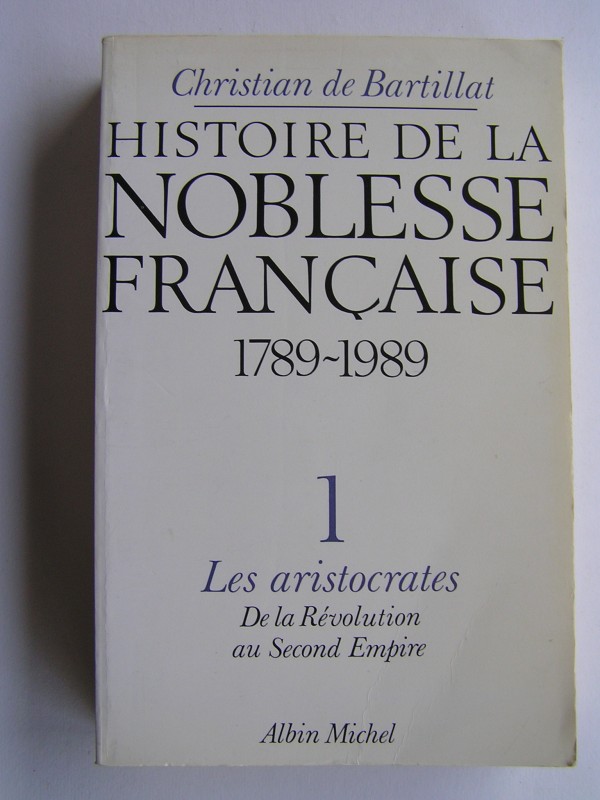 Christian de Bartillat
HISTOIRE DE LA
NOBLESSE
FRANÇAISE
1789~1989
1
Les aristocrates
De la Révolution
au Second Empire
Albin Michel